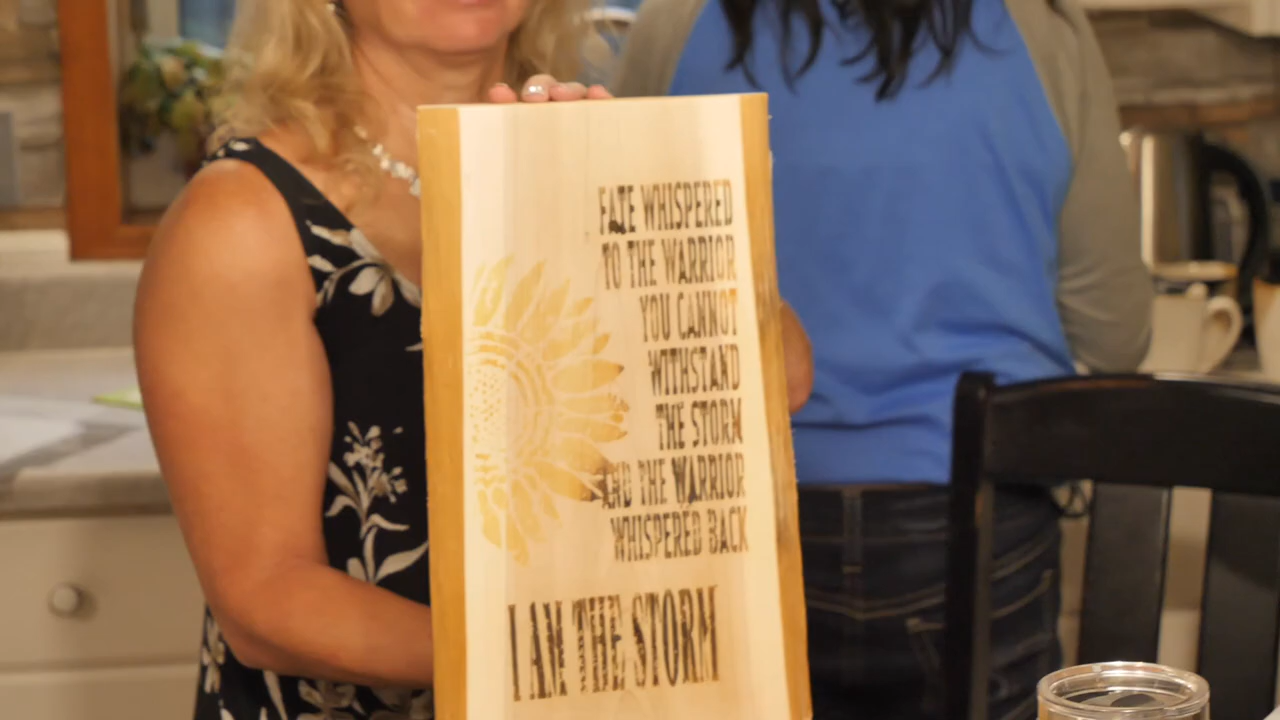 FATE WHISPERED
TO THE WARRIOR
YOU CANNOT
WITHSTAND
THE STORM
AND THE WARRIOR
WHISPERED BACK
I AM THE STORM